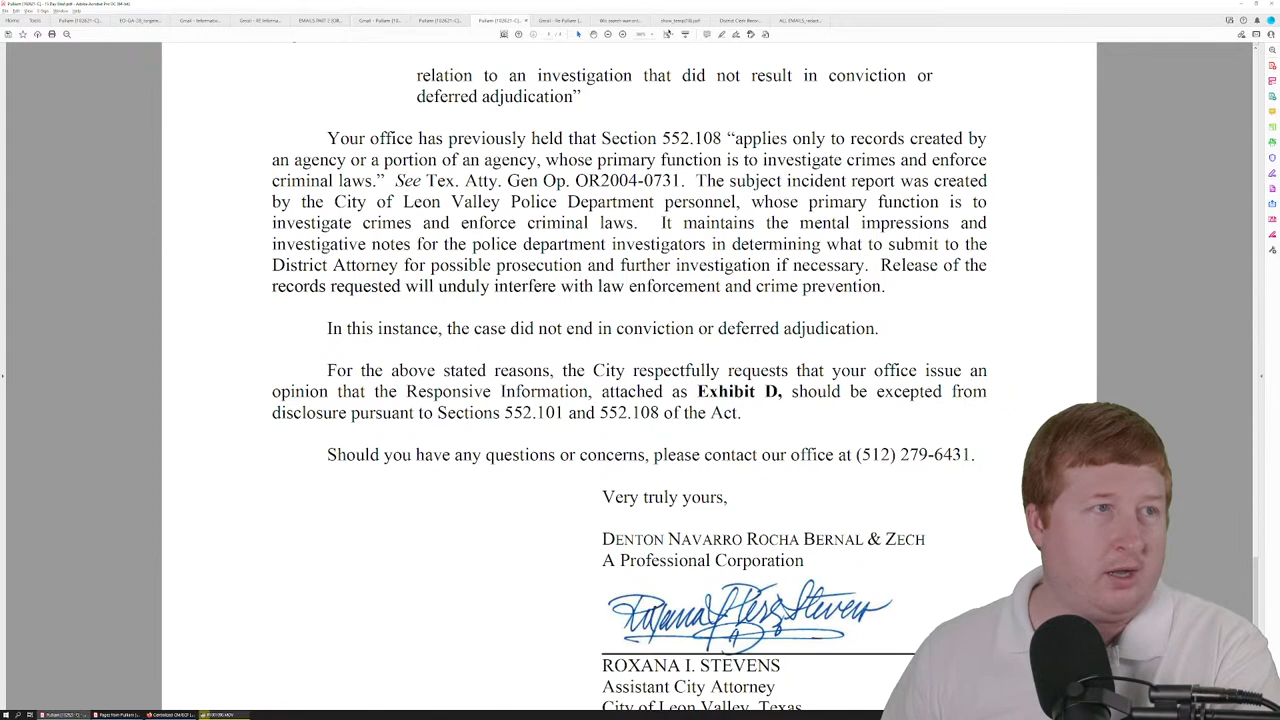 relation to an investigation that did not result in conviction or
deferred adjudication”
Your office has previously held that Section 552.108 “applies only to records created by
an agency or a portion of an agency, whose primary function is to investigate crimes and enforce
criminal laws.” See Tex. Atty. Gen Op. OR2004-0731. The subject incident report was created
by the City of Leon Valley Police Department personnel, whose primary function is to
investigate crimes and enforce criminal laws. It maintains the mental impressions and
investigative notes for the police department investigators in determining what to submit to the
District Attorney for possible prosecution and further investigation if necessary. Release of the
records requested will unduly interfere with law enforcement and crime prevention.
In this instance, the case did not end in conviction or deferred adjudication.
For the above stated reasons, the City respectfully requests that your office issue an
opinion that the Responsive Information, attached as Exhibit D, should be excepted from
disclosure pursuant to Sections 552.101 and 552.108 of the Act.
Should you have any questions or concerns, please contact our office at (512) 279-6431.
Very truly yours,
DENTON NAVARRO ROCHA BERNAL & ZECH
A Professional Corporation
ROXANA I. STEVENS
Assistant City Attorney
City of Leon Valley, Texas